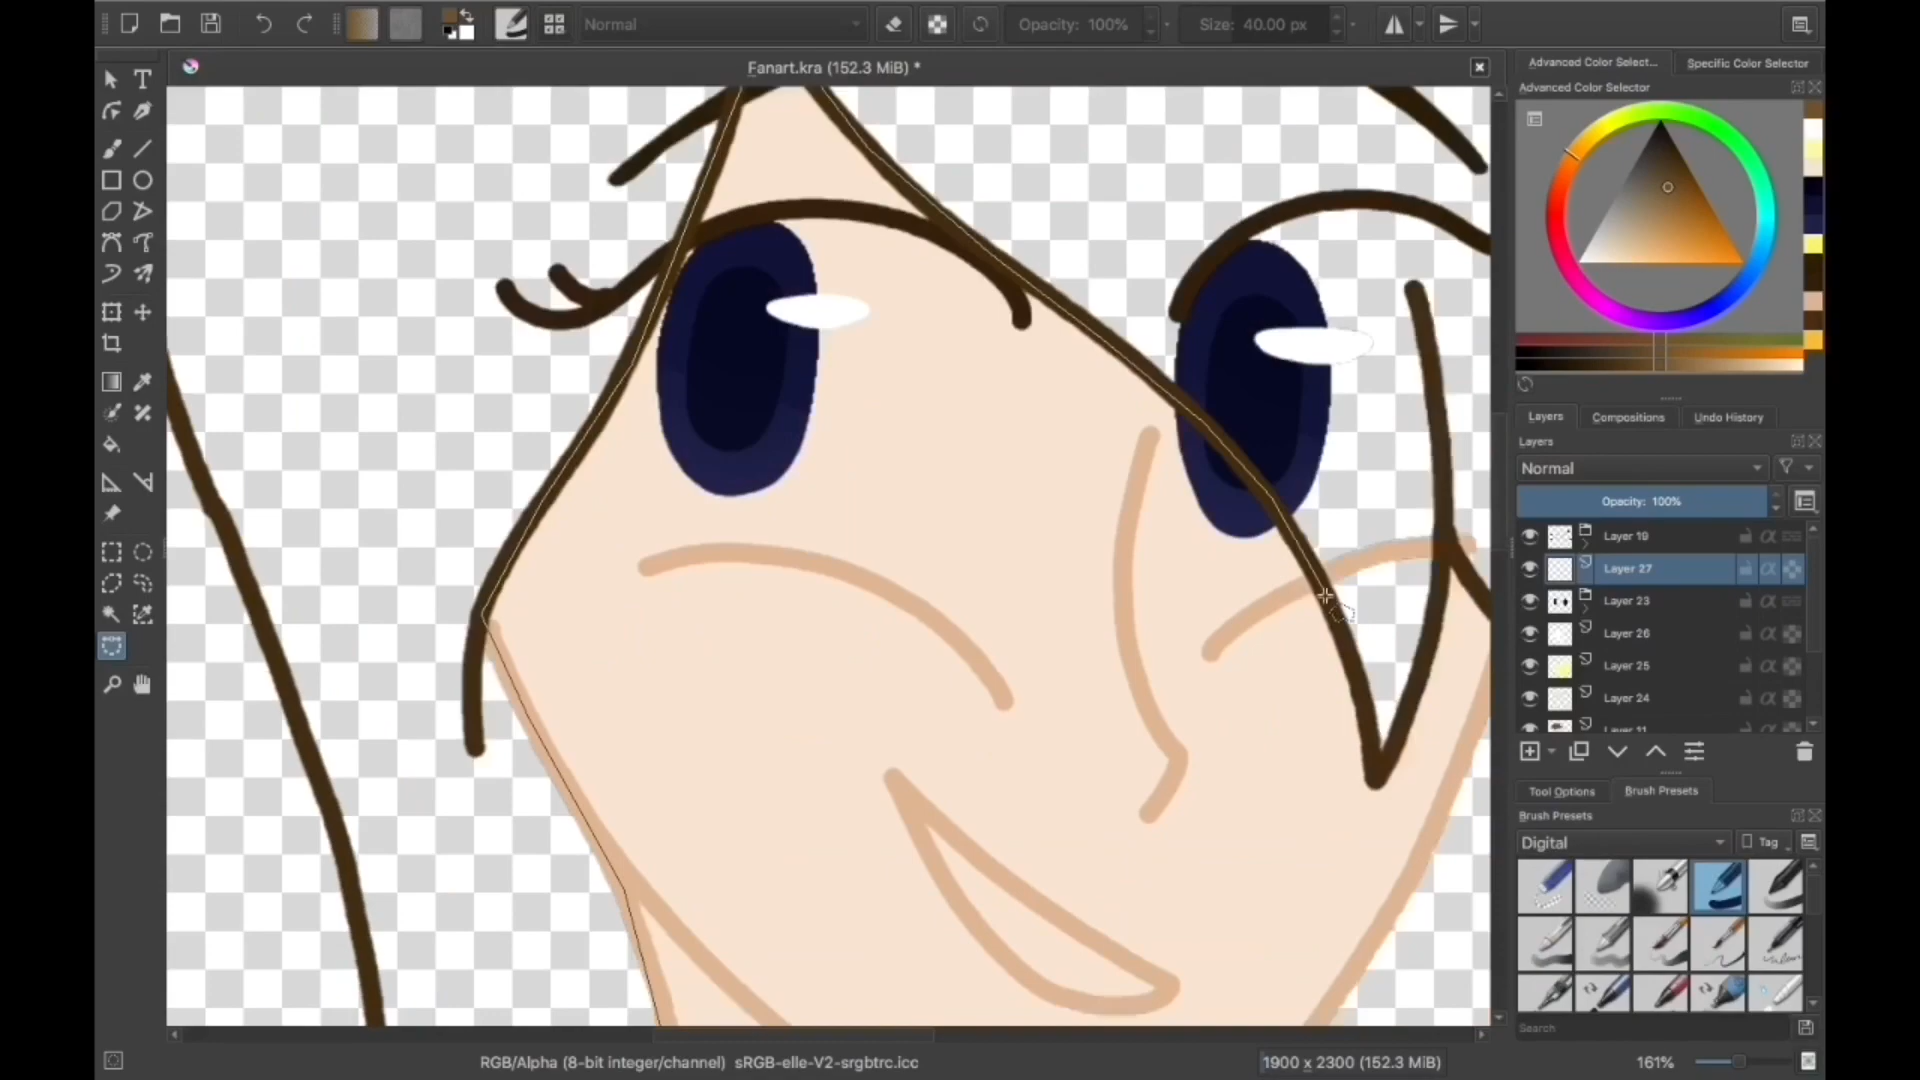 Normal
Opacity: 100%
Size: 40.00 px
Fanart.kra (152.3 MiB) *
Advanced Color Select...
Specific Color Selector
Advanced Color Selector
Layers
Compositions
Undo History
Layers
Normal
Opacity: 100%
Layer 19
Layer 27
Layer 23
Layer 26
Layer 25
Layer 24
Layer 11
Tool Options
Brush Presets
Brush Presets
Digital
Tag
Search
RGB/Alpha (8-bit integer/channel) sRGB-elle-V2-srgbtrc.icc
1900 x 2300 (152.3 MiB)
161%